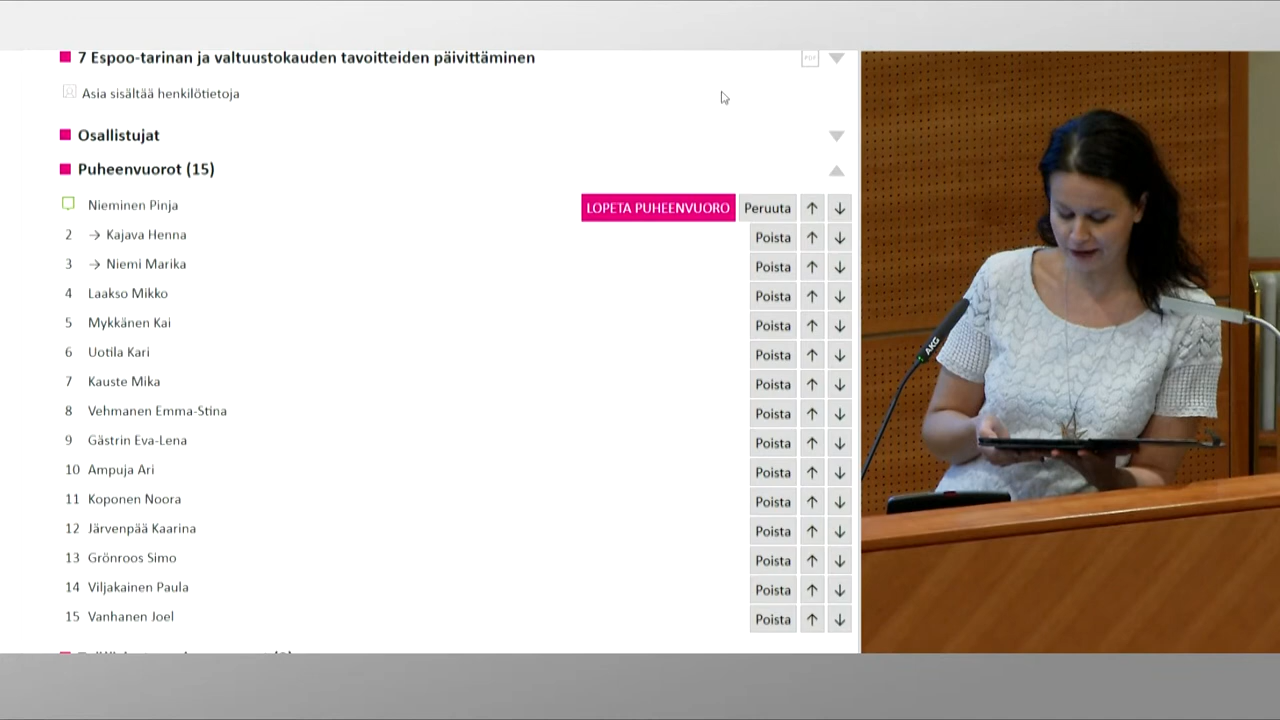 7 Espoo-tarinan ja valtuustokauden tavoitteiden päivittäminen
PDF
Asia sisältää henkilötietoja
Osallistujat
Puheenvuorot (15)
Nieminen Pinja LOPETA PUHEENVUORO Peruuta ↑ ↓
2 → Kajava Henna Poista ↑ ↓
3 → Niemi Marika Poista ↑ ↓
4 Laakso Mikko Poista ↑ ↓
5 Mykkänen Kai Poista ↑ ↓
6 Uotila Kari Poista ↑ ↓
7 Kauste Mika Poista ↑ ↓
8 Vehmanen Emma-Stina Poista ↑ ↓
9 Gästrin Eva-Lena Poista ↑ ↓
10 Ampuja Ari Poista ↑ ↓
11 Koponen Noora Poista ↑ ↓
12 Järvenpää Kaarina Poista ↑ ↓
13 Grönroos Simo Poista ↑ ↓
14 Viljakainen Paula Poista ↑ ↓
15 Vanhanen Joel Poista ↑ ↓
AKG